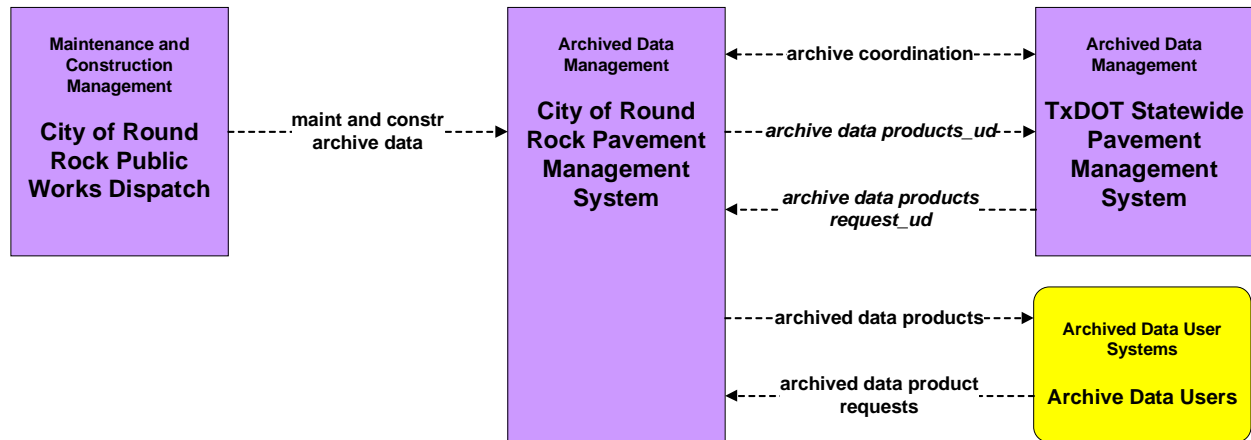 Maintenance and
Construction
Management
City of Round
Rock Public
Works Dispatch
maint and constr
archive data
Archived Data
Management
City of Round
Rock Pavement
Management
System
archive coordination
archive data products_ud
archive data products
request_ud
archived data products
archived data product
requests
Archived Data
Management
TxDOT Statewide
Pavement
Management
System
Archived Data User
Systems
Archive Data Users